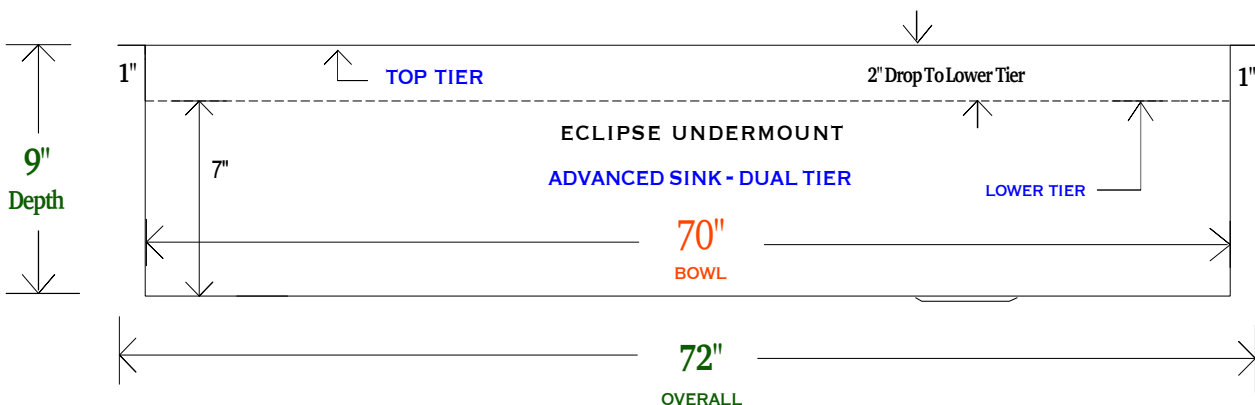 1"
TOP TIER
2" Drop To Lower Tier
1"
ECLIPSE UNDERMOUNT
9"
Depth
7"
ADVANCED SINK - DUAL TIER
LOWER TIER
70"
BOWL
72"
OVERALL